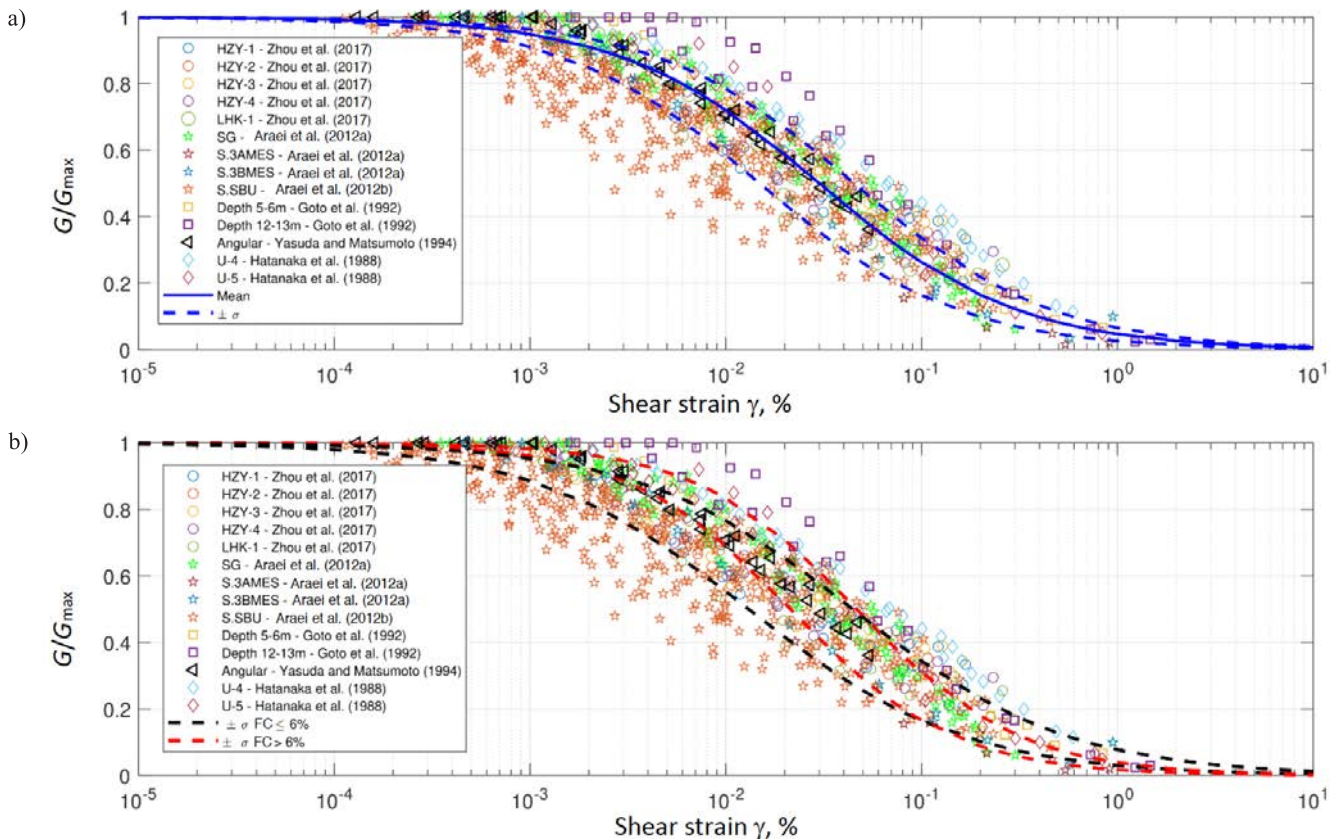 a)
1
0.8
0.6
0.4
0.2
0
G/Gmax
HZY-1 - Zhou et al. (2017)
HZY-2 - Zhou et al. (2017)
HZY-3 - Zhou et al. (2017)
HZY-4 - Zhou et al. (2017)
LHK-1 - Zhou et al. (2017)
SG - Araei et al. (2012a)
S.3AMES - Araei et al. (2012a)
S.3BMES - Araei et al. (2012a)
S.SBU - Araei et al. (2012b)
Depth 5-6m - Goto et al. (1992)
Depth 12-13m - Goto et al. (1992)
Angular - Yasuda and Matsumoto (1994)
U-4 - Hatanaka et al. (1988)
U-5 - Hatanaka et al. (1988)
Mean
± σ
10⁻⁵ 10⁻⁴ 10⁻³ 10⁻² 10⁻¹ 10⁰ 10¹
Shear strain γ, %
b)
1
0.8
0.6
0.4
0.2
0
G/Gmax
HZY-1 - Zhou et al. (2017)
HZY-2 - Zhou et al. (2017)
HZY-3 - Zhou et al. (2017)
HZY-4 - Zhou et al. (2017)
LHK-1 - Zhou et al. (2017)
SG - Araei et al. (2012a)
S.3AMES - Araei et al. (2012a)
S.3BMES - Araei et al. (2012a)
S.SBU - Araei et al. (2012b)
Depth 5-6m - Goto et al. (1992)
Depth 12-13m - Goto et al. (1992)
Angular - Yasuda and Matsumoto (1994)
U-4 - Hatanaka et al. (1988)
U-5 - Hatanaka et al. (1988)
± σ FC ≤ 6%
± σ FC > 6%
10⁻⁵ 10⁻⁴ 10⁻³ 10⁻² 10⁻¹ 10⁰ 10¹
Shear strain γ, %